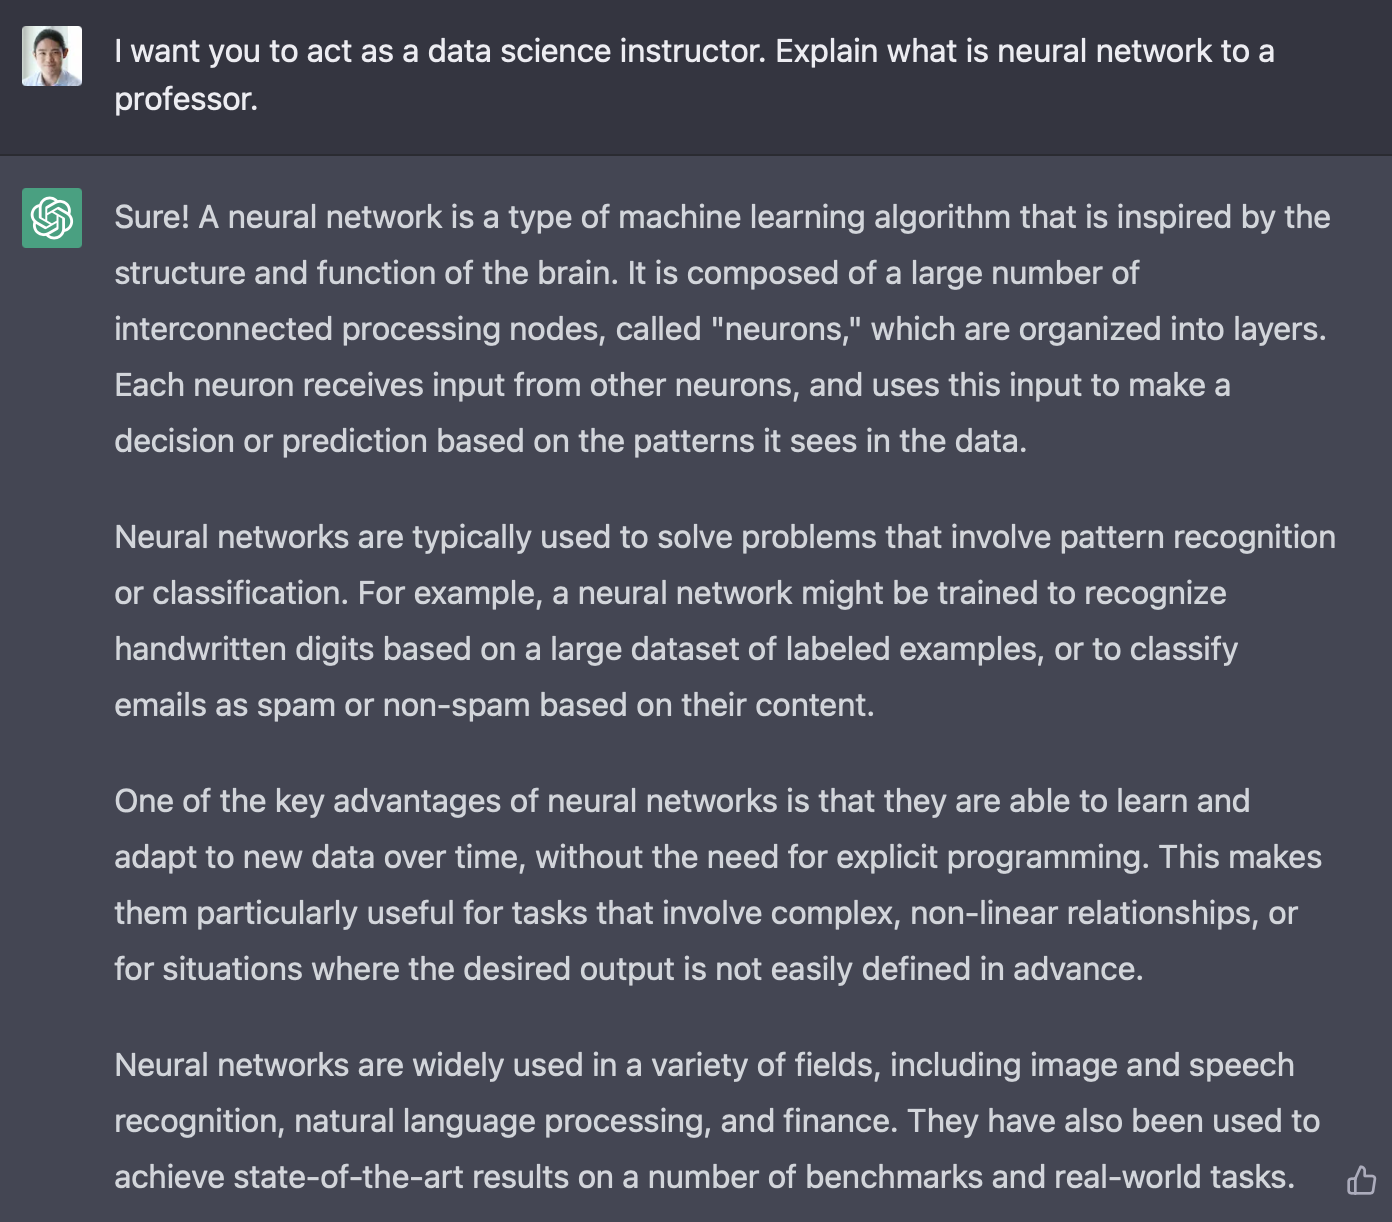 I want you to act as a data science instructor. Explain what is neural network to a
professor.
Sure! A neural network is a type of machine learning algorithm that is inspired by the
structure and function of the brain. It is composed of a large number of
interconnected processing nodes, called "neurons," which are organized into layers.
Each neuron receives input from other neurons, and uses this input to make a
decision or prediction based on the patterns it sees in the data.
Neural networks are typically used to solve problems that involve pattern recognition
or classification. For example, a neural network might be trained to recognize
handwritten digits based on a large dataset of labeled examples, or to classify
emails as spam or non-spam based on their content.
One of the key advantages of neural networks is that they are able to learn and
adapt to new data over time, without the need for explicit programming. This makes
them particularly useful for tasks that involve complex, non-linear relationships, or
for situations where the desired output is not easily defined in advance.
Neural networks are widely used in a variety of fields, including image and speech
recognition, natural language processing, and finance. They have also been used to
achieve state-of-the-art results on a number of benchmarks and real-world tasks.